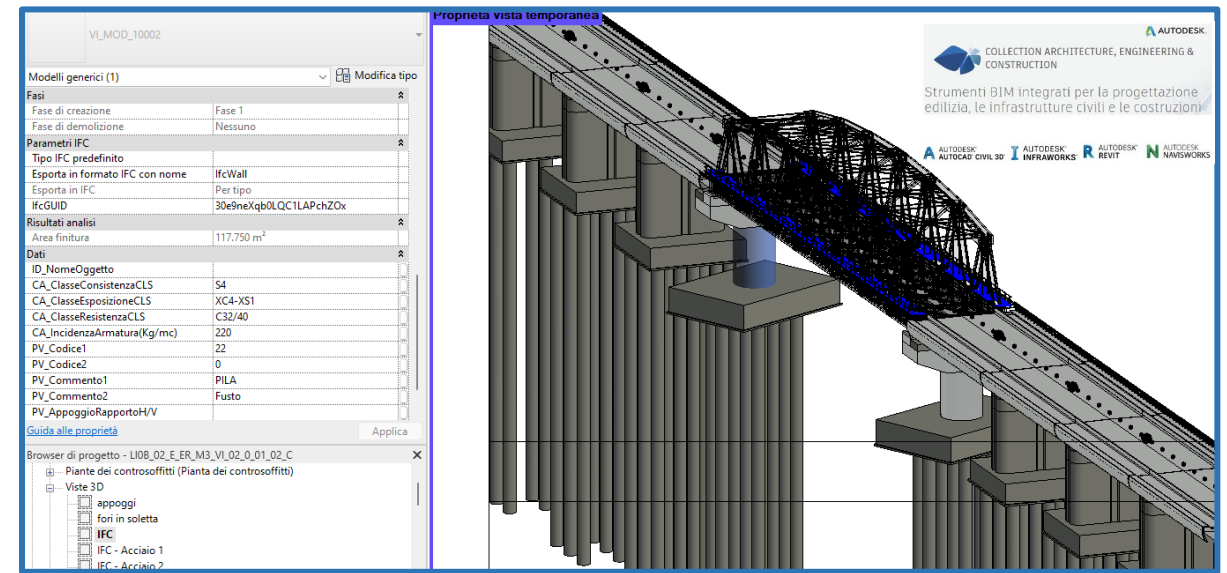 VI_MOD_10002
Modelli generici (1)
Modifica tipo
Fasi
Fase di creazione Fase 1
Fase di demolizione Nessuno
Parametri IFC
Tipo IFC predefinito
Esporta in formato IFC con nome IfcWall
Esporta in IFC Per tipo
IfcGUID 30e9neXqb0LQC1LAPchZOx
Risultati analisi
Area finitura 117.750 m²
Dati
ID_NomeOggetto
CA_ClasseConsistenzaCLS S4
CA_ClasseEsposizioneCLS XC4-XS1
CA_ClasseResistenzaCLS C32/40
CA_IncidenzaArmatura(Kg/mc) 220
PV_Codice1 22
PV_Codice2 0
PV_Commento1 PILA
PV_Commento2 Fusto
PV_AppoggioRapportoH/V
Guida alle proprietà Applica
Browser di progetto - LI0B_02_E_ER_M3_VI_02_0_01_02_C
Piante dei controsoffitti (Pianta dei controsoffitti)
Viste 3D
appoggi
fori in soletta
IFC
IFC - Acciaio 1
IFC - Acciaio 2
Proprietà vista temporanea
AUTODESK.
COLLECTION ARCHITECTURE, ENGINEERING &
CONSTRUCTION
Strumenti BIM integrati per la progettazione
edilizia, le infrastrutture civili e le costruzioni
A AUTODESK' AUTOCAD' CIVIL 3D'
I AUTODESK' INFRAWORKS'
R AUTODESK' REVIT
N AUTODESK' NAVISWORKS